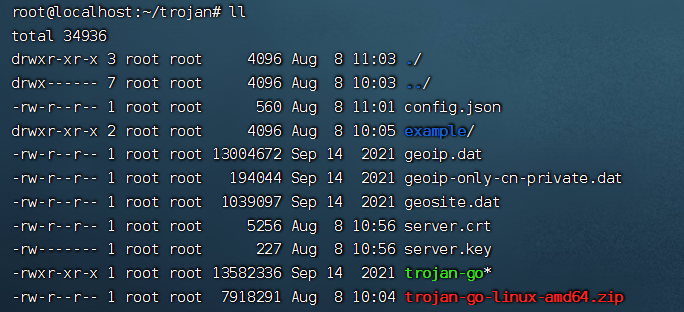 root@localhost:~/trojan# ll
total 34936
drwxr-xr-x 3 root root     4096 Aug  8 11:03 ./
drwx------ 7 root root     4096 Aug  8 10:03 ../
-rw-r--r-- 1 root root      560 Aug  8 11:01 config.json
drwxr-xr-x 2 root root     4096 Aug  8 10:05 example/
-rw-r--r-- 1 root root 13004672 Sep 14  2021 geoip.dat
-rw-r--r-- 1 root root   194044 Sep 14  2021 geoip-only-cn-private.dat
-rw-r--r-- 1 root root  1039097 Sep 14  2021 geosite.dat
-rw-r--r-- 1 root root     5256 Aug  8 10:56 server.crt
-rw------- 1 root root      227 Aug  8 10:56 server.key
-rwxr-xr-x 1 root root 13582336 Sep 14  2021 trojan-go*
-rw-r--r-- 1 root root  7918291 Aug  8 10:04 trojan-go-linux-amd64.zip